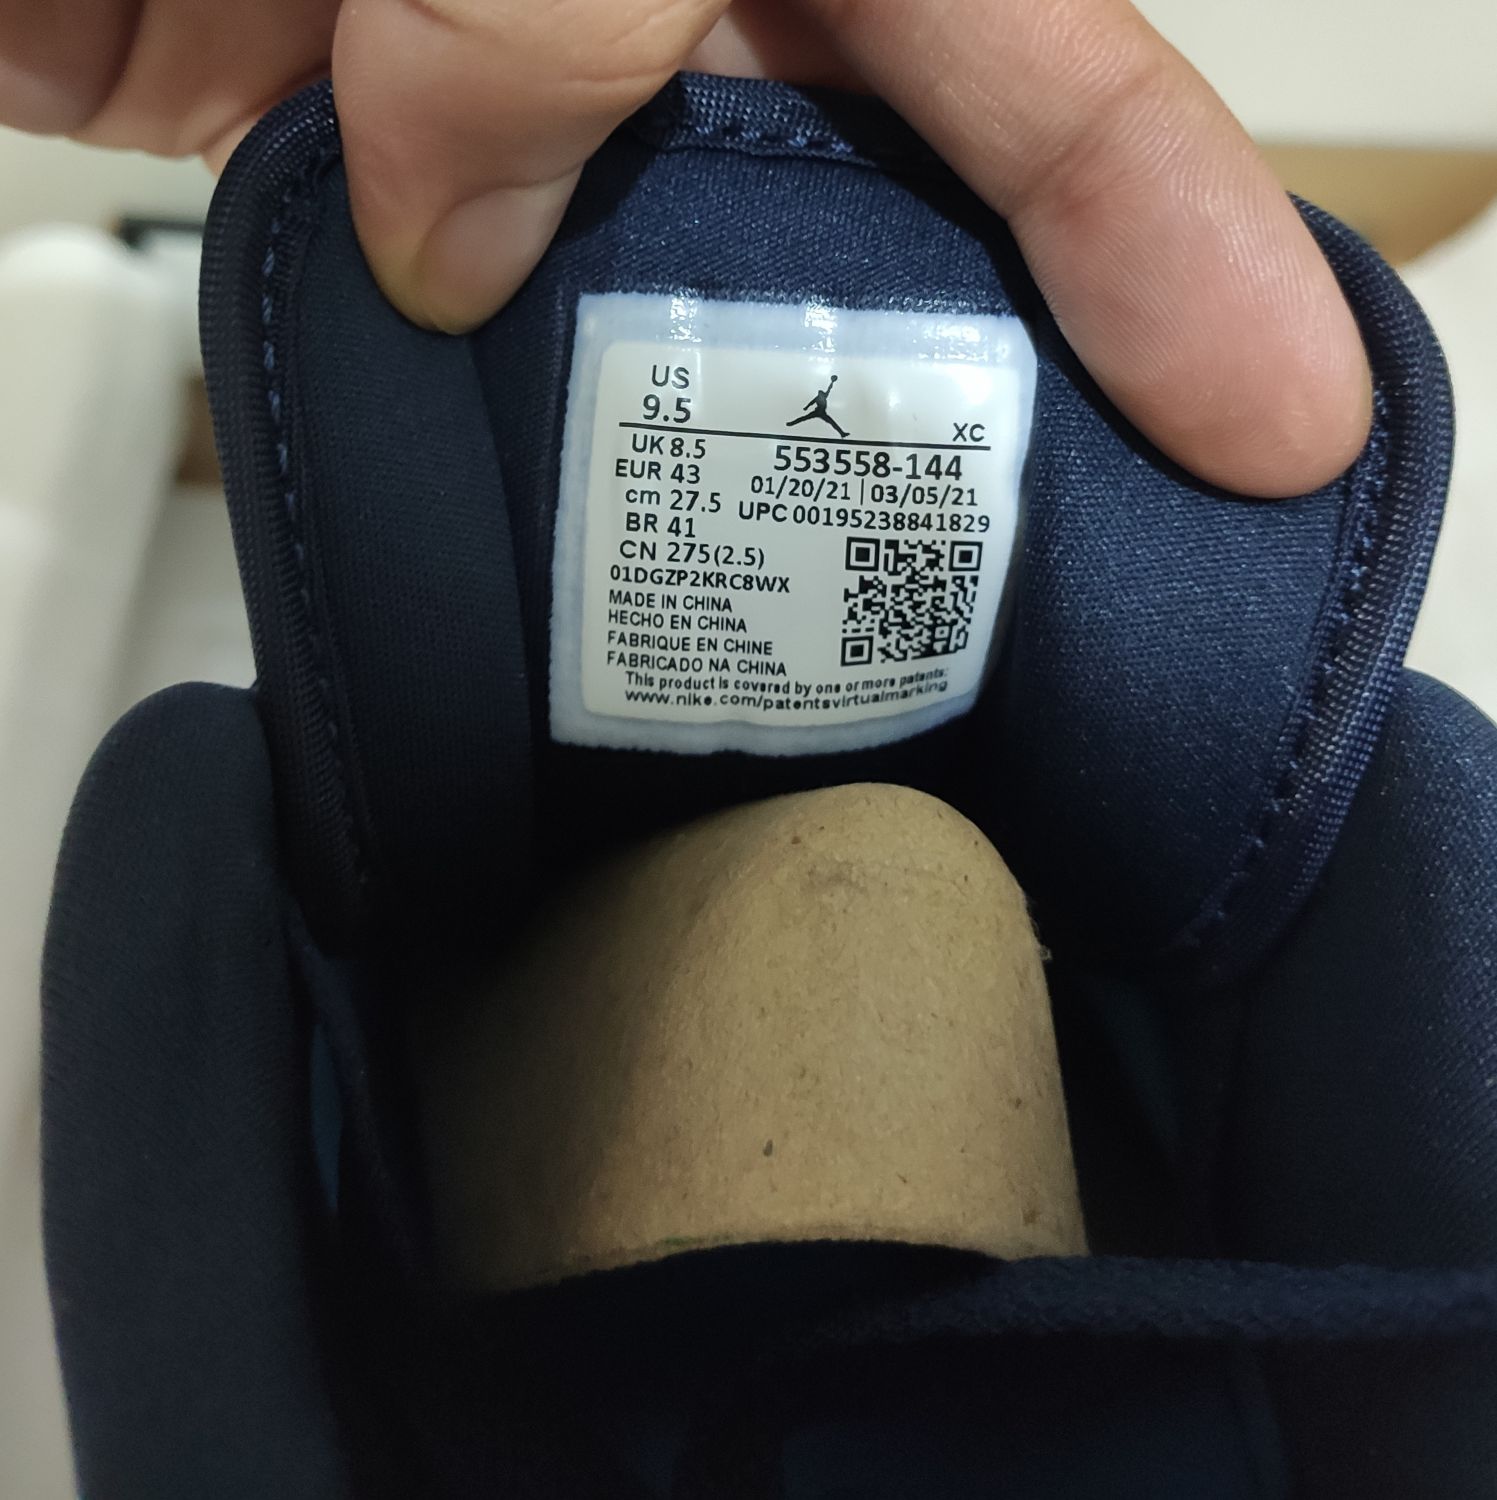 US
9.5
XC
UK 8.5
EUR 43
cm 27.5
BR 41
CN 275(2.5)
553558-144
01/20/21 | 03/05/21
UPC 00195238841829
01DGZP2KRC8WX
MADE IN CHINA
HECHO EN CHINA
FABRIQUE EN CHINE
FABRICADO NA CHINA
This product is covered by one or more patents:
www.nike.com/patentsvirtualmarking